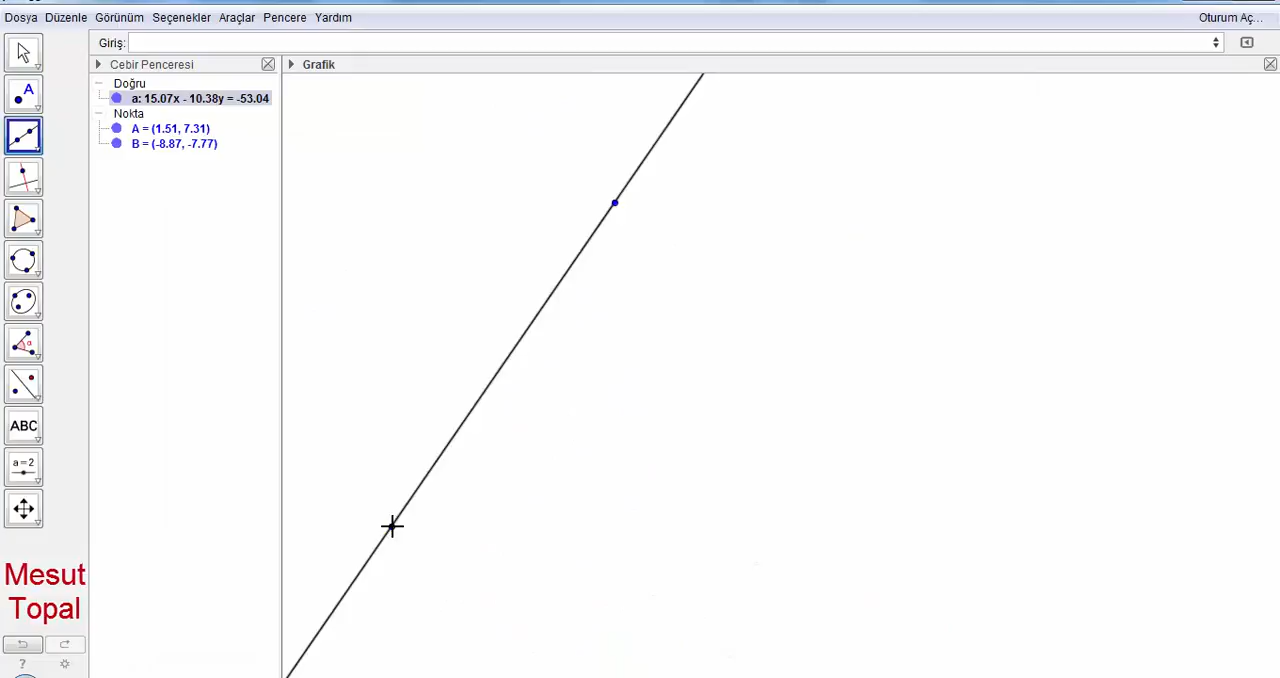 Dosya Düzenle Görünüm Seçenekler Araçlar Pencere Yardım Oturum Aç...
Giriş:
Cebir Penceresi Grafik
Doğru
a: 15.07x - 10.38y = -53.04
Nokta
A = (1.51, 7.31)
B = (-8.87, -7.77)
A
α
ABC
a=2
Mesut
Topal
?